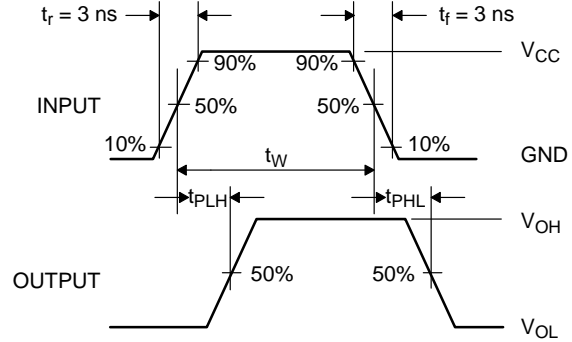 tr = 3 ns
tf = 3 ns
VCC
90%
90%
INPUT
50%
50%
10%
10%
tW
GND
tPLH
tPHL
VOH
OUTPUT
50%
50%
VOL